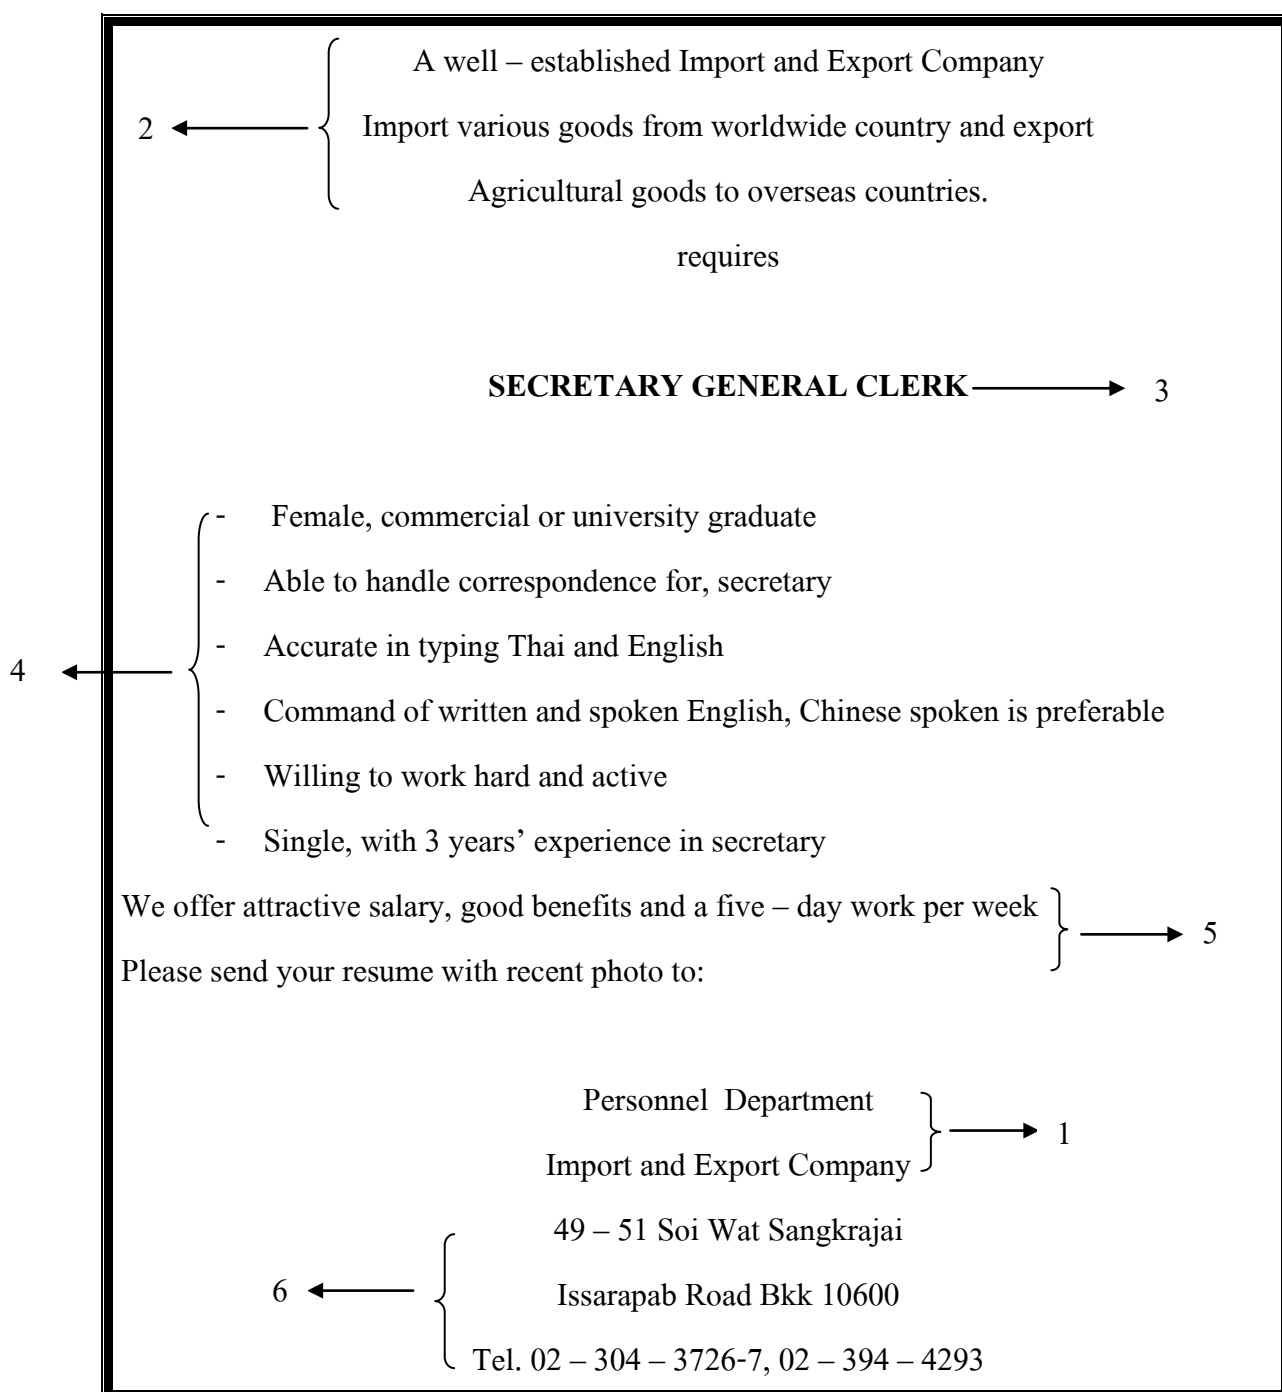 A well – established Import and Export Company
2
Import various goods from worldwide country and export
Agricultural goods to overseas countries.
requires
SECRETARY GENERAL CLERK
3
- Female, commercial or university graduate
- Able to handle correspondence for, secretary
- Accurate in typing Thai and English
4
- Command of written and spoken English, Chinese spoken is preferable
- Willing to work hard and active
- Single, with 3 years’ experience in secretary
We offer attractive salary, good benefits and a five – day work per week
5
Please send your resume with recent photo to:
Personnel Department
1
Import and Export Company
49 – 51 Soi Wat Sangkrajai
6
Issarapab Road Bkk 10600
Tel. 02 – 304 – 3726-7, 02 – 394 – 4293